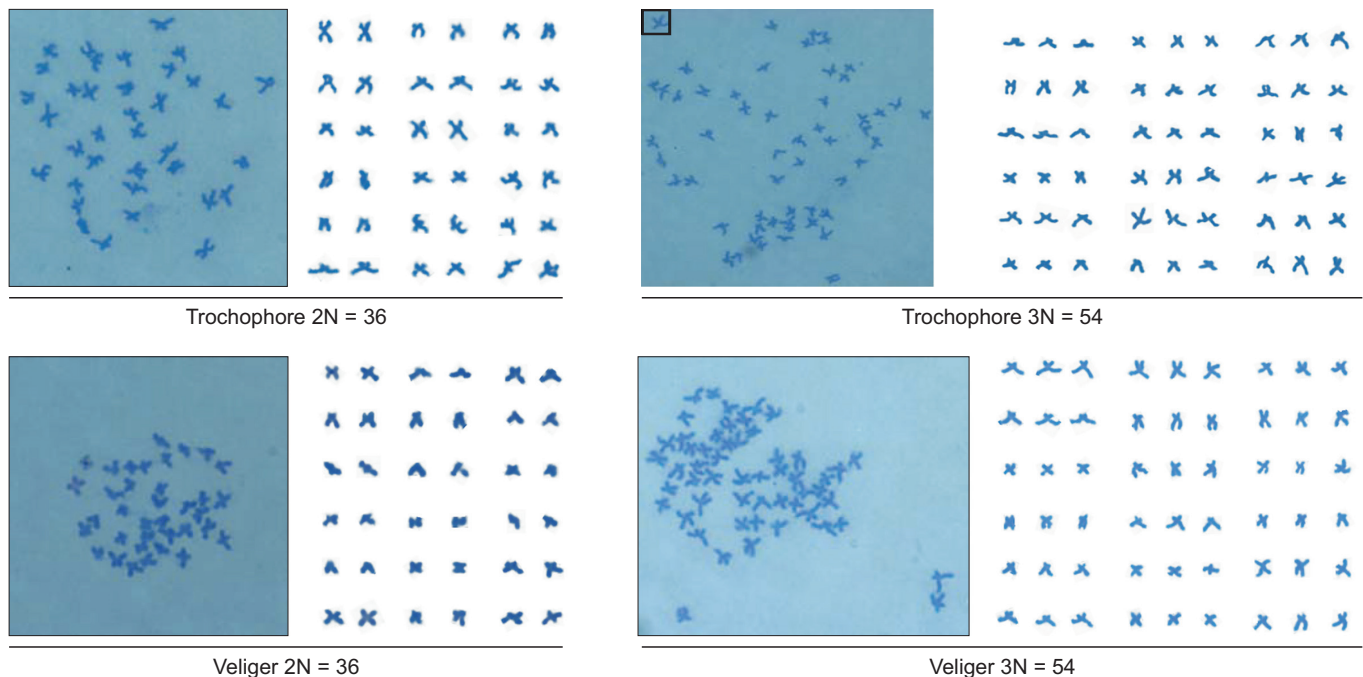 Trochophore 2N = 36
Trochophore 3N = 54
Veliger 2N = 36
Veliger 3N = 54